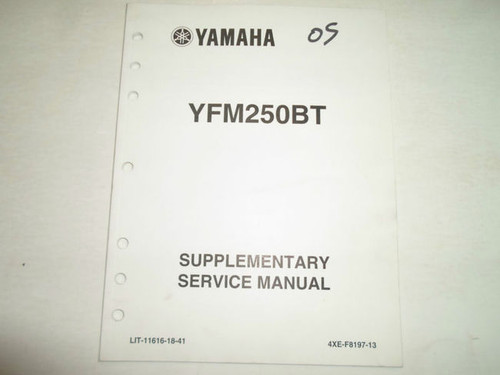 YAMAHA 05
YFM250BT
SUPPLEMENTARY
SERVICE MANUAL
LIT-11616-18-41 4XE-F8197-13